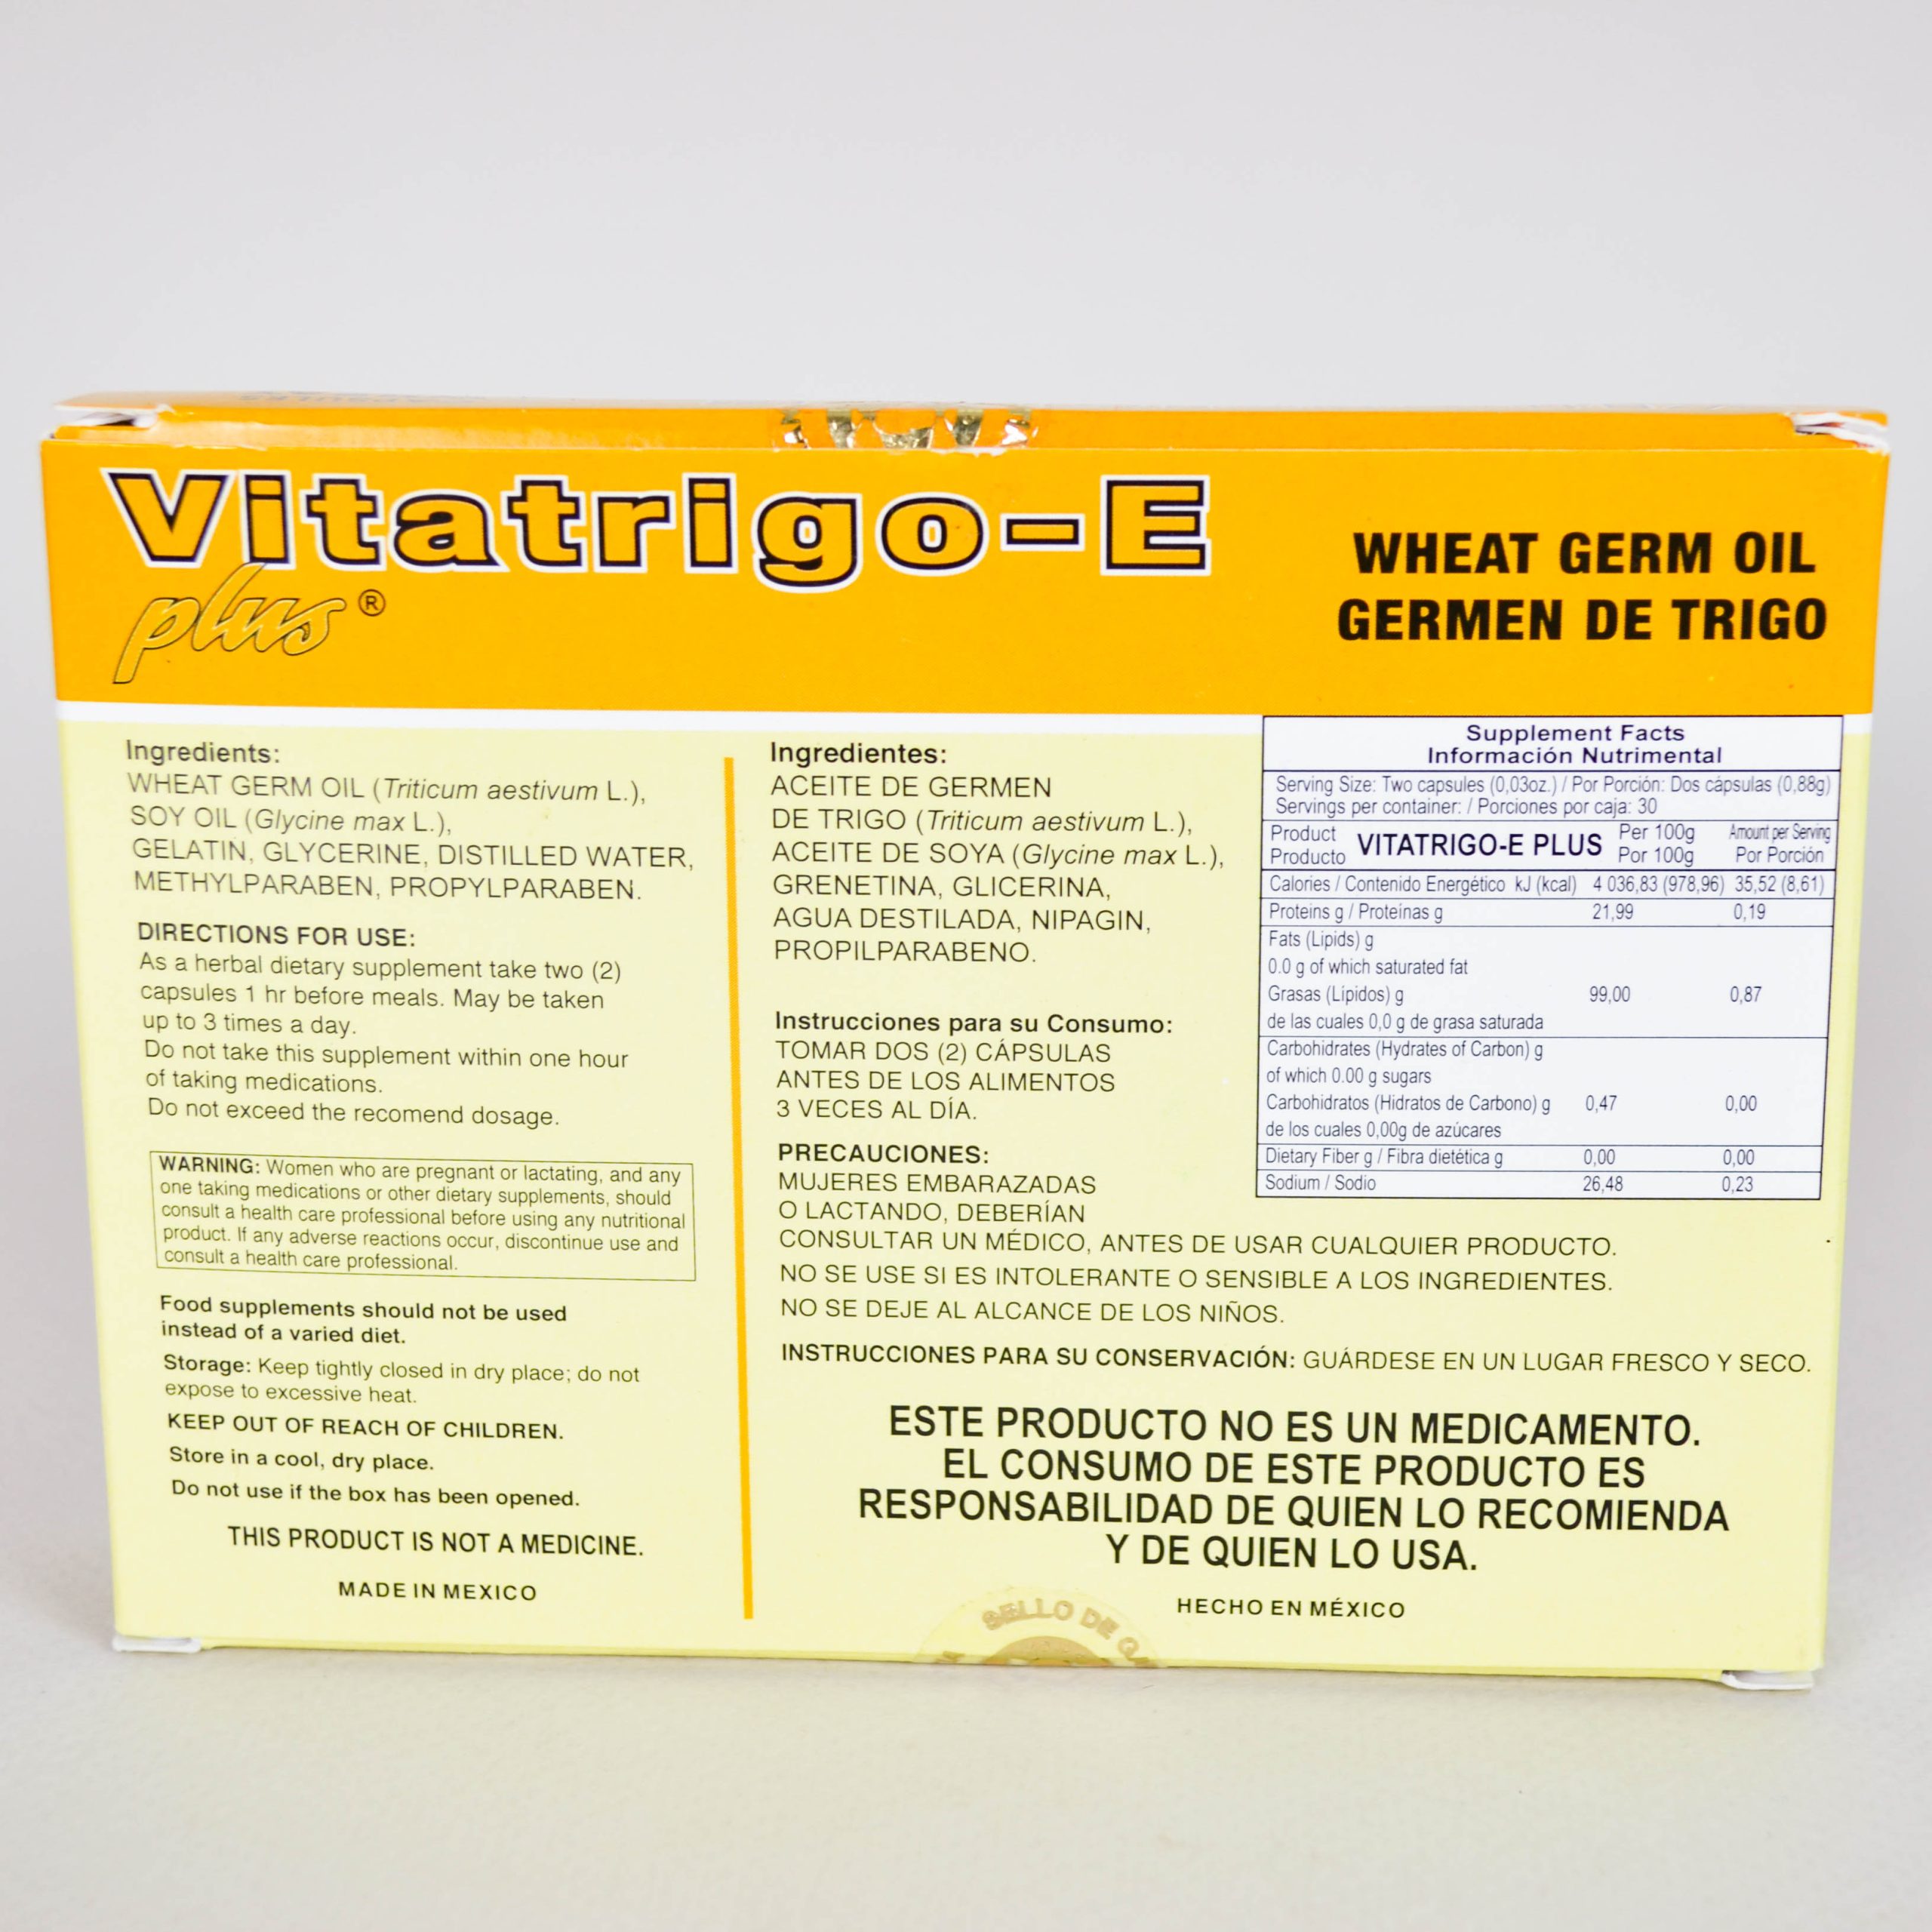 Vitatrigo-E
plus®
WHEAT GERM OIL
GERMEN DE TRIGO
Ingredients:
WHEAT GERM OIL (Triticum aestivum L.),
SOY OIL (Glycine max L.),
GELATIN, GLYCERINE, DISTILLED WATER,
METHYLPARABEN, PROPYLPARABEN.
DIRECTIONS FOR USE:
As a herbal dietary supplement take two (2)
capsules 1 hr before meals. May be taken
up to 3 times a day.
Do not take this supplement within one hour
of taking medications.
Do not exceed the recomend dosage.
WARNING: Women who are pregnant or lactating, and any
one taking medications or other dietary supplements, should
consult a health care professional before using any nutritional
product. If any adverse reactions occur, discontinue use and
consult a health care professional.
Food supplements should not be used
instead of a varied diet.
Storage: Keep tightly closed in dry place; do not
expose to excessive heat.
KEEP OUT OF REACH OF CHILDREN.
Store in a cool, dry place.
Do not use if the box has been opened.
THIS PRODUCT IS NOT A MEDICINE.
MADE IN MEXICO
Ingredientes:
ACEITE DE GERMEN
DE TRIGO (Triticum aestivum L.),
ACEITE DE SOYA (Glycine max L.),
GRENETINA, GLICERINA,
AGUA DESTILADA, NIPAGIN,
PROPILPARABENO.
Instrucciones para su Consumo:
TOMAR DOS (2) CÁPSULAS
ANTES DE LOS ALIMENTOS
3 VECES AL DÍA.
PRECAUCIONES:
MUJERES EMBARAZADAS
O LACTANDO, DEBERÍAN
CONSULTAR UN MÉDICO, ANTES DE USAR CUALQUIER PRODUCTO.
NO SE USE SI ES INTOLERANTE O SENSIBLE A LOS INGREDIENTES.
NO SE DEJE AL ALCANCE DE LOS NIÑOS.
INSTRUCCIONES PARA SU CONSERVACIÓN: GUÁRDESE EN UN LUGAR FRESCO Y SECO.
ESTE PRODUCTO NO ES UN MEDICAMENTO.
EL CONSUMO DE ESTE PRODUCTO ES
RESPONSABILIDAD DE QUIEN LO RECOMIENDA
Y DE QUIEN LO USA.
HECHO EN MÉXICO
SELLO DE
Supplement Facts
Información Nutrimental
Serving Size: Two capsules (0,03oz.) / Por Porción: Dos cápsulas (0,88g)
Servings per container: / Porciones por caja: 30
Product Producto VITATRIGO-E PLUS Per 100g Por 100g Amount per Serving Por Porción
Calories / Contenido Energético kJ (kcal) 4 036,83 (978,96) 35,52 (8,61)
Proteins g / Proteínas g 21,99 0,19
Fats (Lipids) g
0.0 g of which saturated fat
Grasas (Lípidos) g 99,00 0,87
de las cuales 0,0 g de grasa saturada
Carbohidrates (Hydrates of Carbon) g
of which 0.00 g sugars
Carbohidratos (Hidratos de Carbono) g 0,47 0,00
de los cuales 0,00g de azúcares
Dietary Fiber g / Fibra dietética g 0,00 0,00
Sodium / Sodio 26,48 0,23